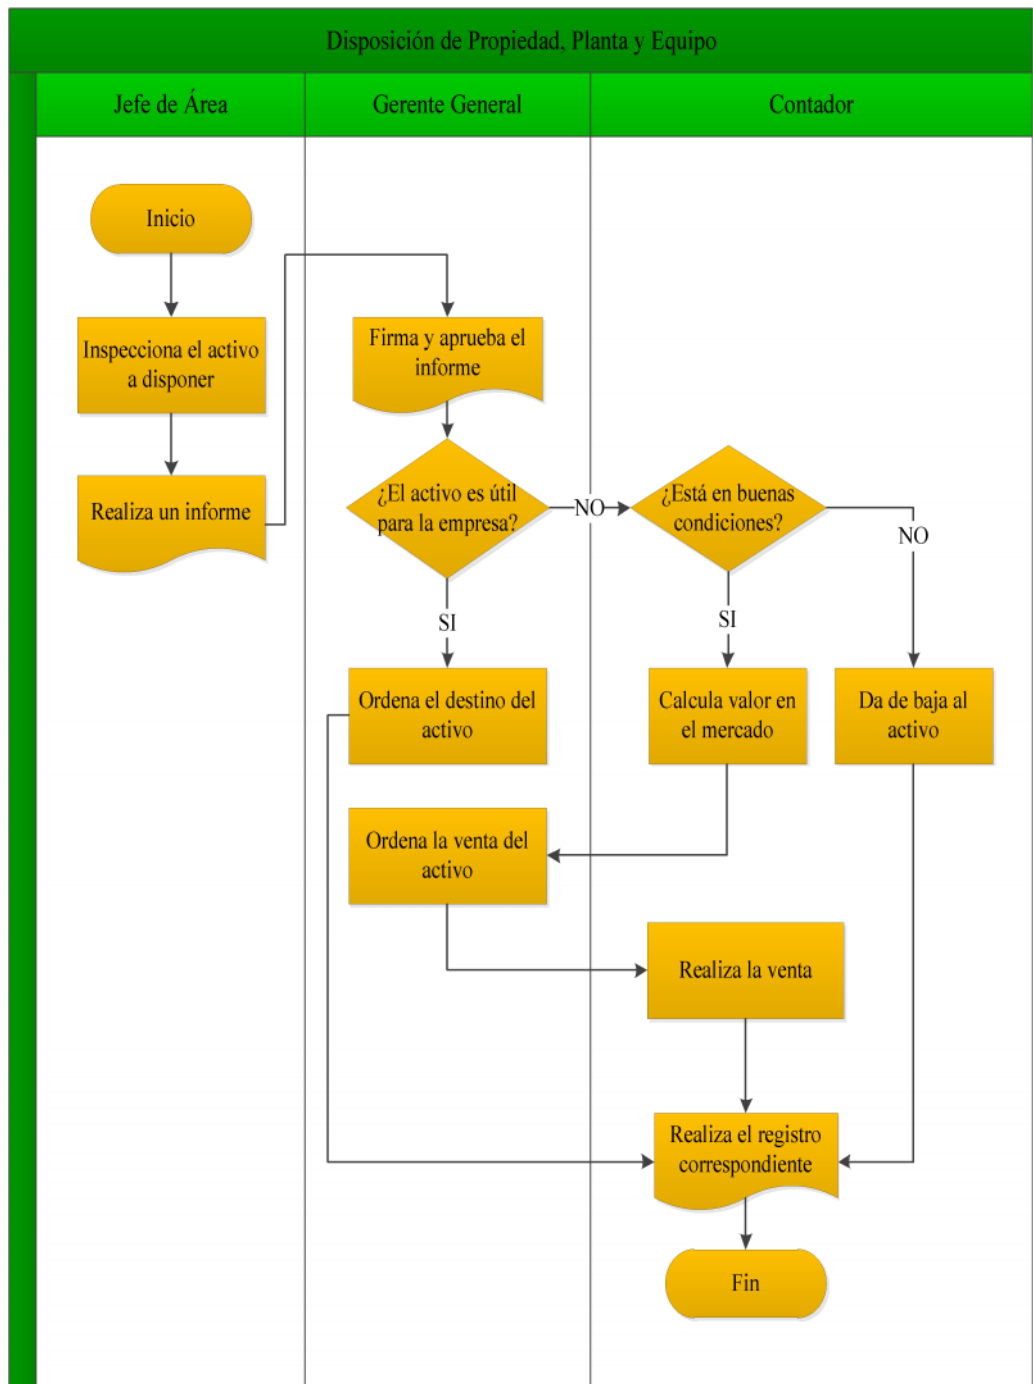 Disposición de Propiedad, Planta y Equipo
Jefe de Área
Gerente General
Contador
Inicio
Inspecciona el activo
a disponer
Realiza un informe
Firma y aprueba el
informe
¿El activo es útil
para la empresa?
NO
¿Está en buenas
condiciones?
NO
SI
SI
Ordena el destino del
activo
Calcula valor en
el mercado
Da de baja al
activo
Ordena la venta del
activo
Realiza la venta
Realiza el registro
correspondiente
Fin